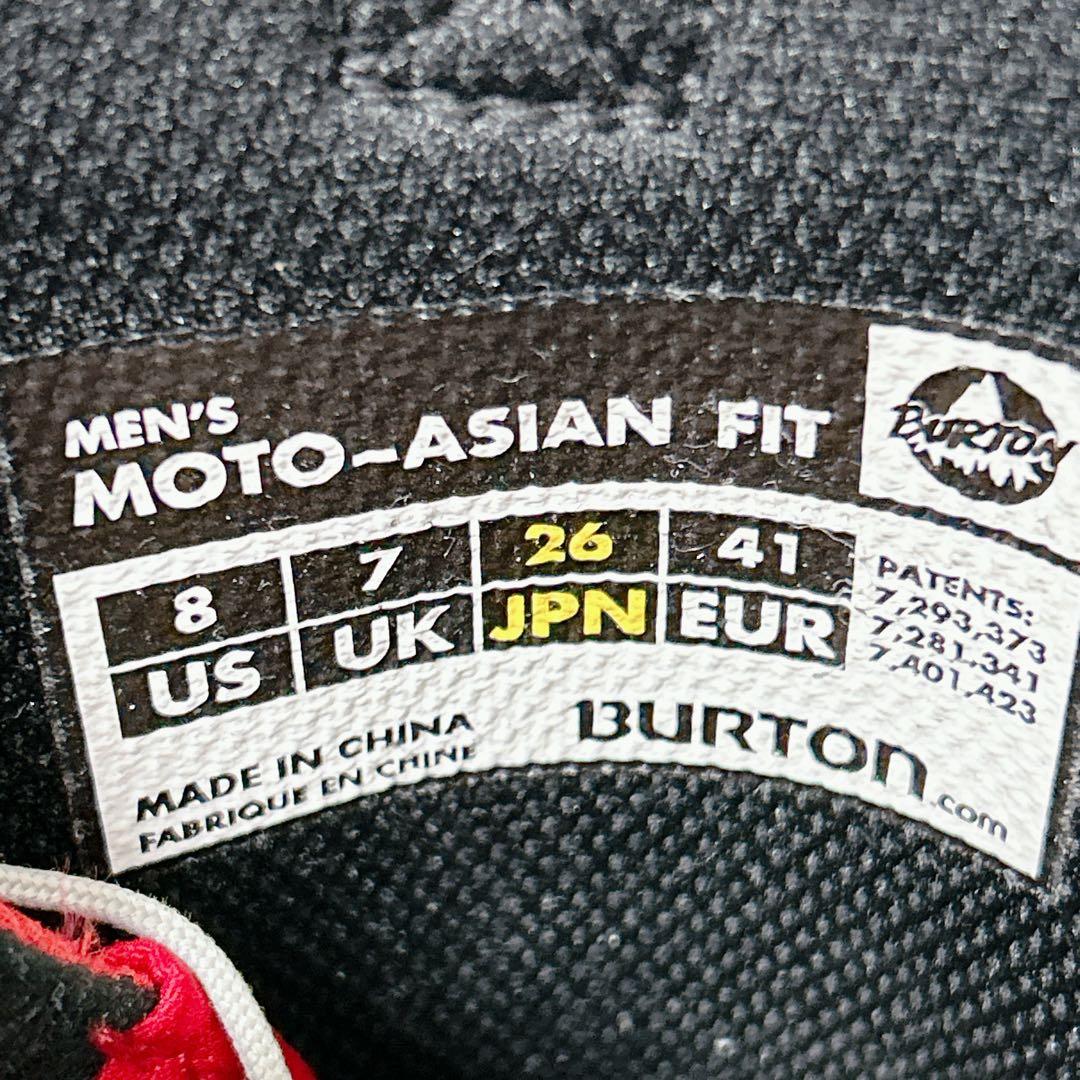 MEN'S
MOTO-ASIAN FIT
BURTON
8 7 26 41
US UK JPN EUR
PATENTS:
7,293,373
7,281,341
7,401,423
MADE IN CHINA
FABRIQUE EN CHINE
BURTON.com